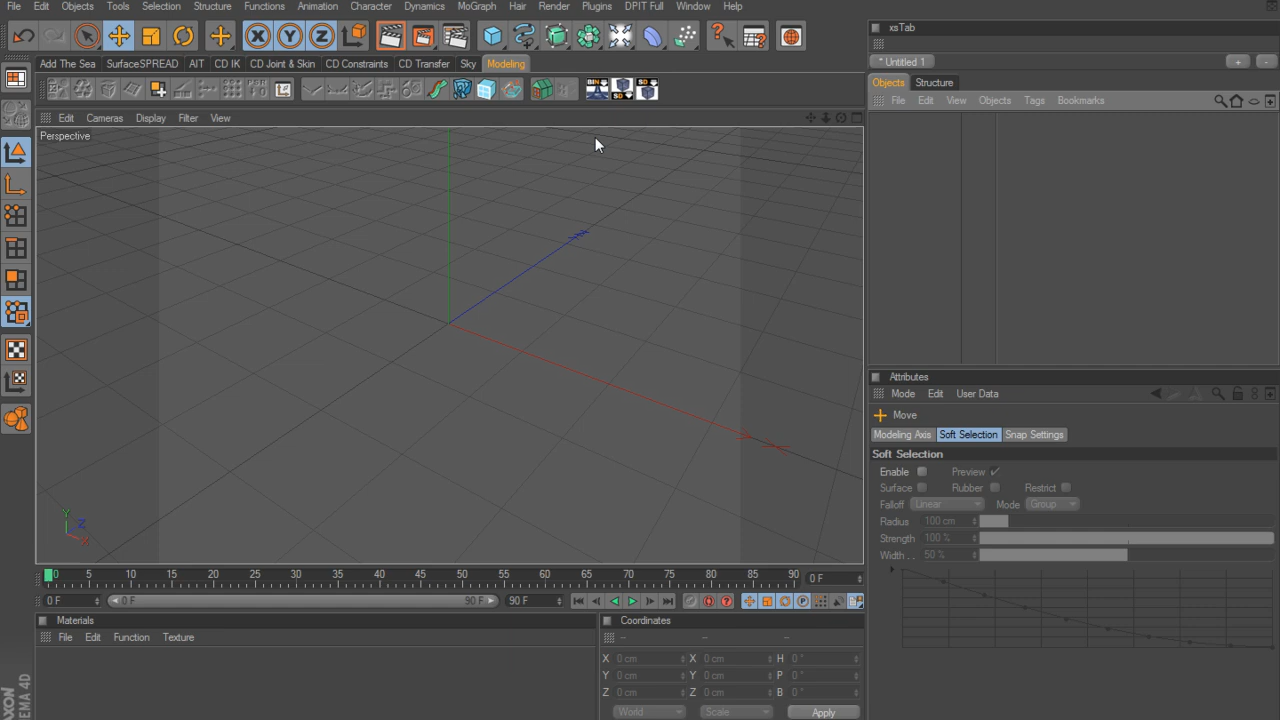 File Edit Objects Tools Selection Structure Functions Animation Character Dynamics MoGraph Hair Render Plugins DPIT Full Window Help
xsTab
* Untitled 1 + -
Add The Sea SurfaceSPREAD AIT CD IK CD Joint & Skin CD Constraints CD Transfer Sky Modeling
Objects Structure
File Edit View Objects Tags Bookmarks
Edit Cameras Display Filter View
Perspective
Y
Z
X
Attributes
Mode Edit User Data
Move
Modeling Axis Soft Selection Snap Settings
Soft Selection
Enable Preview
Surface Rubber Restrict
Falloff Linear Mode Group
Radius 100 cm
Strength 100 %
Width . . 50 %
0 5 10 15 20 25 30 35 40 45 50 55 60 65 70 75 80 85 90 0 F
0 F 0 F 90 F 90 F
Materials
File Edit Function Texture
Coordinates
-- -- --
X 0 cm X 0 cm H 0 °
Y 0 cm Y 0 cm P 0 °
Z 0 cm Z 0 cm B 0 °
World Scale Apply